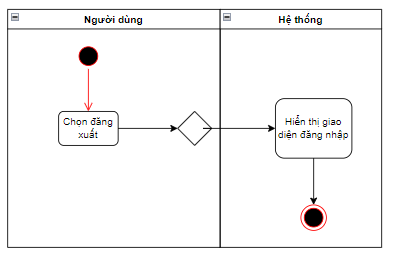 Người dùng
Hệ thống
Chọn đăng
xuất
Hiển thị giao
diện đăng nhập